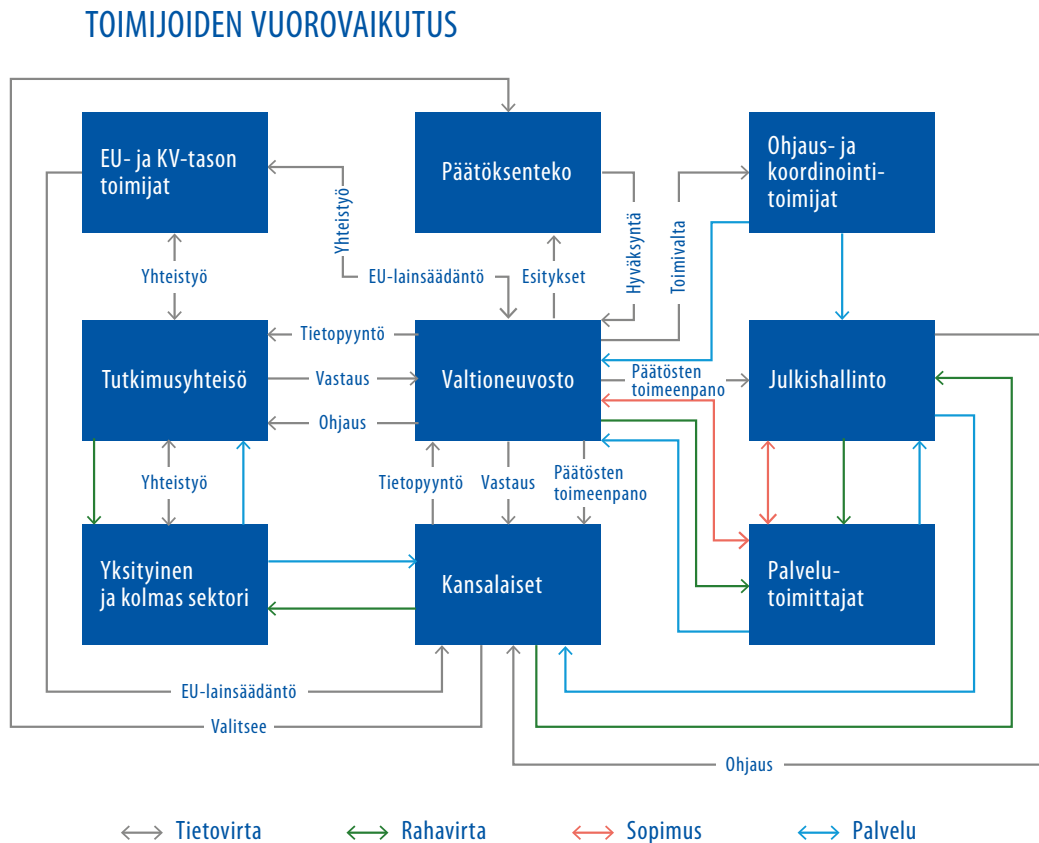 TOIMIJOIDEN VUOROVAIKUTUS
EU- ja KV-tason
toimijat
Päätöksenteko
Ohjaus- ja
koordinointi-
toimijat
Yhteistyö
Hyväksyntä
Toimivalta
Yhteistyö
EU-lainsäädäntö
Esitykset
Tietopyyntö
Tutkimusyhteisö
Vastaus
Valtioneuvosto
Päätösten
toimeenpano
Julkishallinto
Ohjaus
Yhteistyö
Tietopyyntö
Vastaus
Päätösten
toimeenpano
Yksityinen
ja kolmas sektori
Kansalaiset
Palvelu-
toimittajat
EU-lainsäädäntö
Valitsee
Ohjaus
Tietovirta
Rahavirta
Sopimus
Palvelu